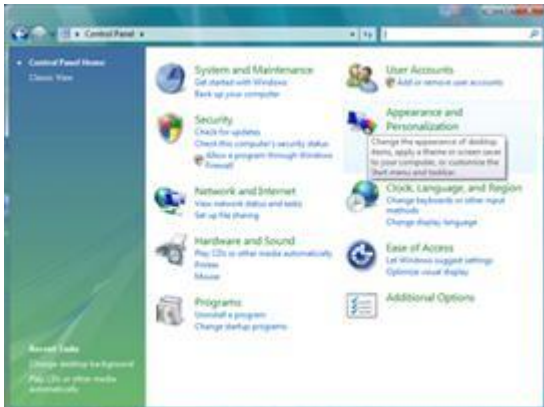 Control Panel
Control Panel Home
Classic View
System and Maintenance
Get started with Windows
Back up your computer
Security
Check for updates
Check this computer's security status
Allow a program through Windows
Firewall
Network and Internet
View network status and tasks
Set up file sharing
Hardware and Sound
Play CDs or other media automatically
Printer
Mouse
Programs
Uninstall a program
Change startup programs
User Accounts
Add or remove user accounts
Appearance and
Personalization
Change the appearance of desktop
items, apply a theme or screen saver
to your computer, or customize the
Start menu and taskbar.
Clock, Language, and Region
Change keyboards or other input
methods
Change display language
Ease of Access
Let Windows suggest settings
Optimize visual display
Additional Options
Recent Tasks
Change desktop background
Play CDs or other media
automatically